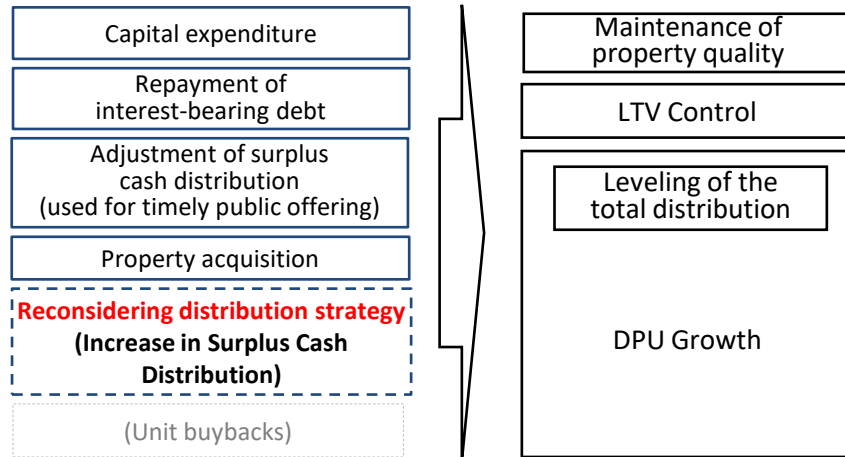 Capital expenditure
Repayment of
interest-bearing debt
Adjustment of surplus
cash distribution
(used for timely public offering)
Property acquisition
Reconsidering distribution strategy
(Increase in Surplus Cash
Distribution)
(Unit buybacks)
Maintenance of
property quality
LTV Control
Leveling of the
total distribution
DPU Growth